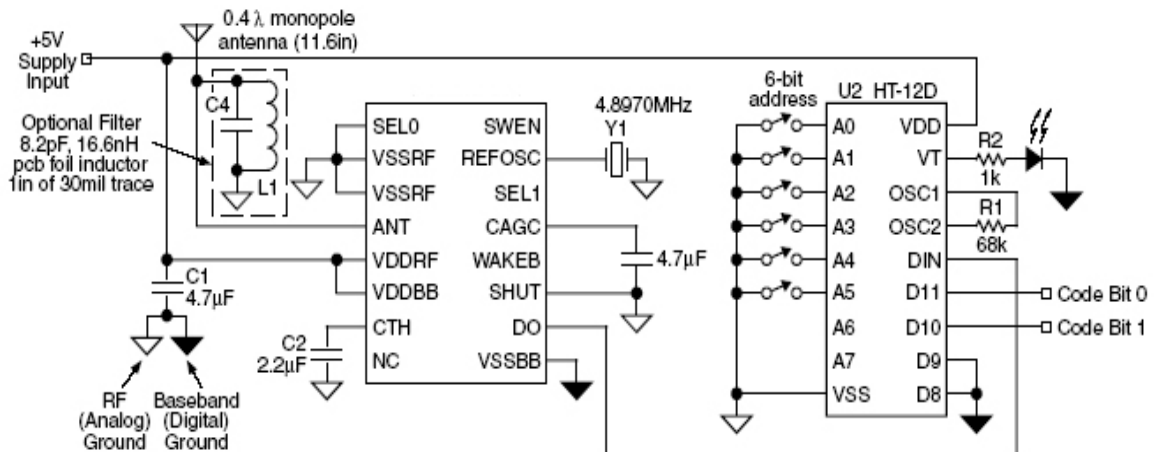 +5V
Supply
Input
0.4 λ monopole
antenna (11.6in)
C4
L1
Optional Filter
8.2pF, 16.6nH
pcb foil inductor
1in of 30mil trace
C1
4.7µF
RF
(Analog)
Ground
Baseband
(Digital)
Ground
C2
2.2µF
SEL0
VSSRF
VSSRF
ANT
VDDRF
VDDBB
CTH
NC
SWEN
REFOSC
SEL1
CAGC
WAKEB
SHUT
DO
VSSBB
4.8970MHz
Y1
4.7µF
6-bit
address
U2 HT-12D
A0
A1
A2
A3
A4
A5
A6
A7
VSS
VDD
VT
OSC1
OSC2
DIN
D11
D10
D9
D8
R2
1k
R1
68k
Code Bit 0
Code Bit 1